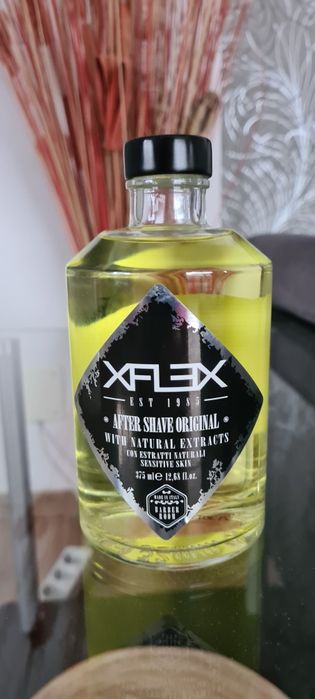 XFLEX
EST 1985
AFTER SHAVE ORIGINAL
WITH NATURAL EXTRACTS
CON ESTRATTI NATURALI
SENSITIVE SKIN
375 ml e 12,68 fl.oz.
MADE IN ITALY
BARBER
ROOM